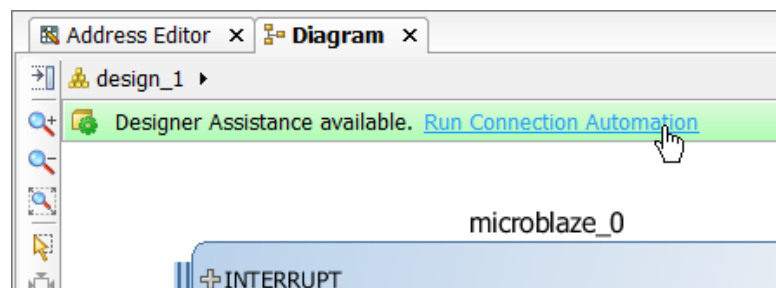 Address Editor × Diagram ×
design_1
Designer Assistance available. Run Connection Automation
microblaze_0
INTERRUPT